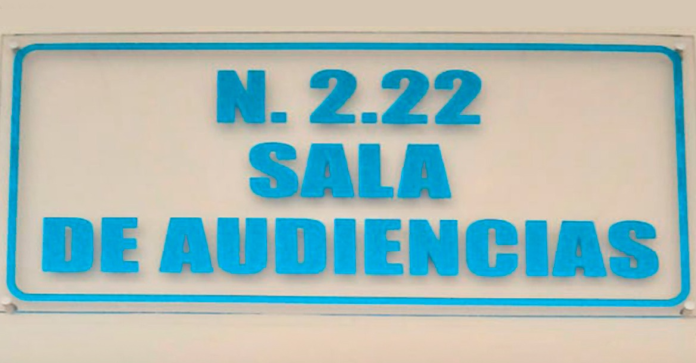 N. 2.22
SALA
DE AUDIENCIAS